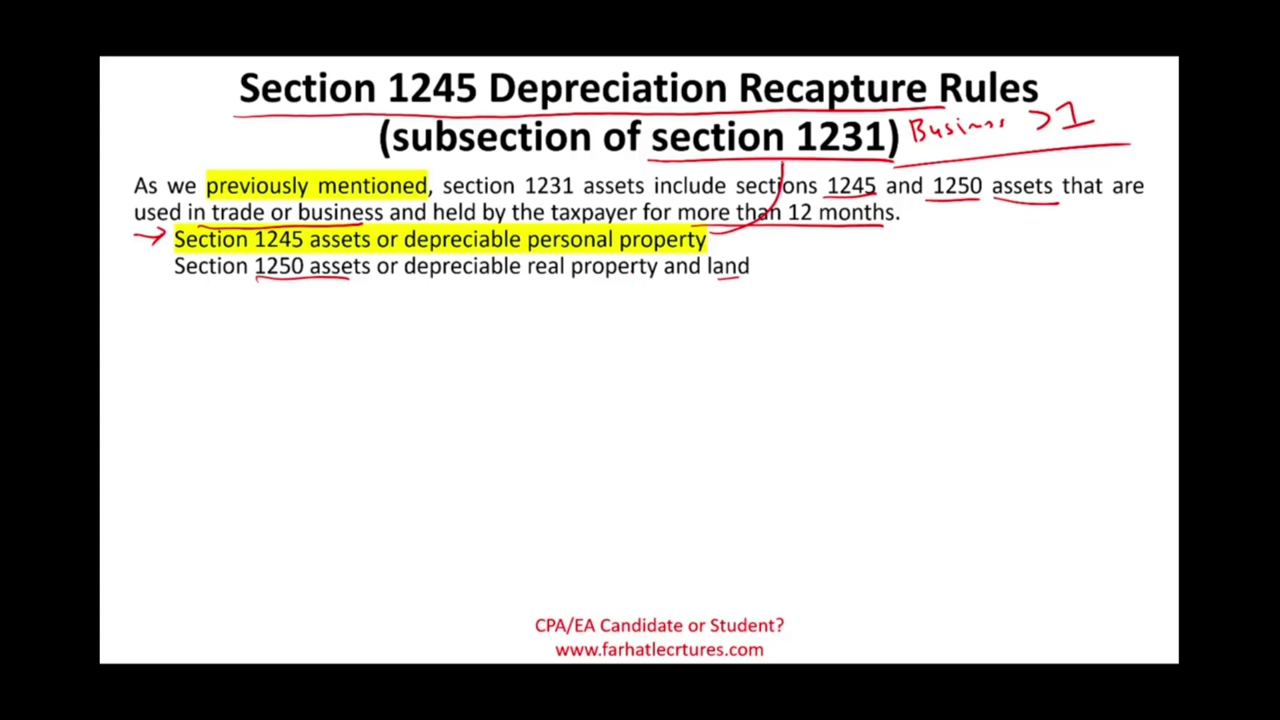 Section 1245 Depreciation Recapture Rules
(subsection of section 1231) Business >1
As we previously mentioned, section 1231 assets include sections 1245 and 1250 assets that are
used in trade or business and held by the taxpayer for more than 12 months.
Section 1245 assets or depreciable personal property
Section 1250 assets or depreciable real property and land
CPA/EA Candidate or Student?
www.farhatlecrtures.com